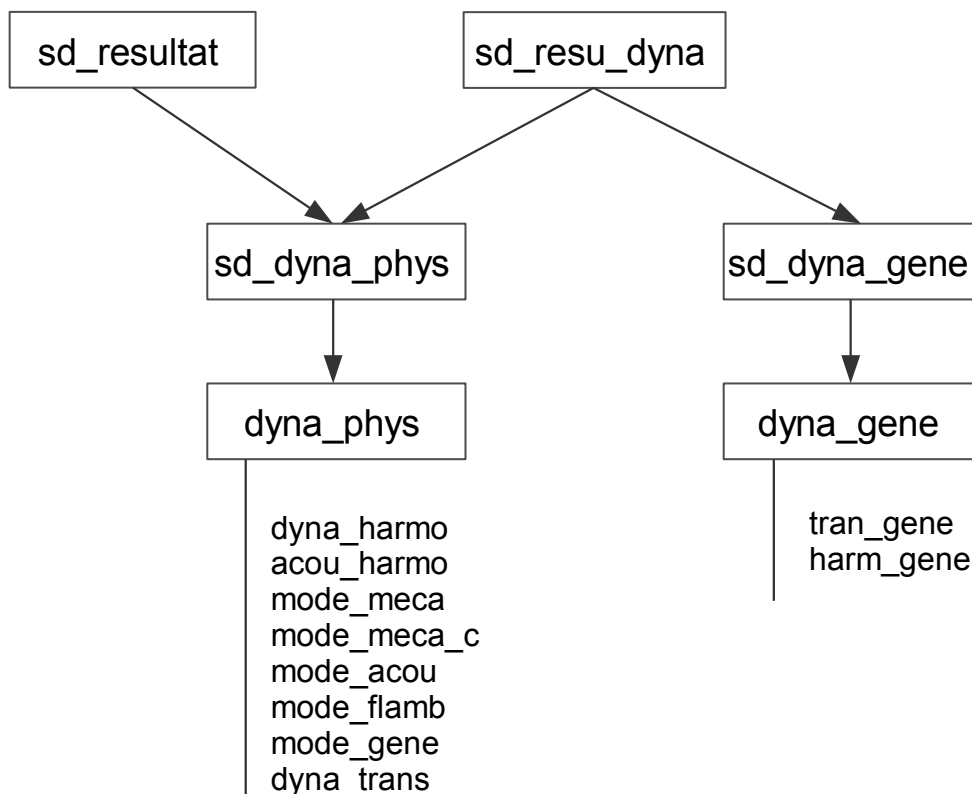 sd_resultat
sd_resu_dyna
sd_dyna_phys
sd_dyna_gene
dyna_phys
dyna_gene
dyna_harmo
acou_harmo
mode_meca
mode_meca_c
mode_acou
mode_flamb
mode_gene
dyna_trans
tran_gene
harm_gene